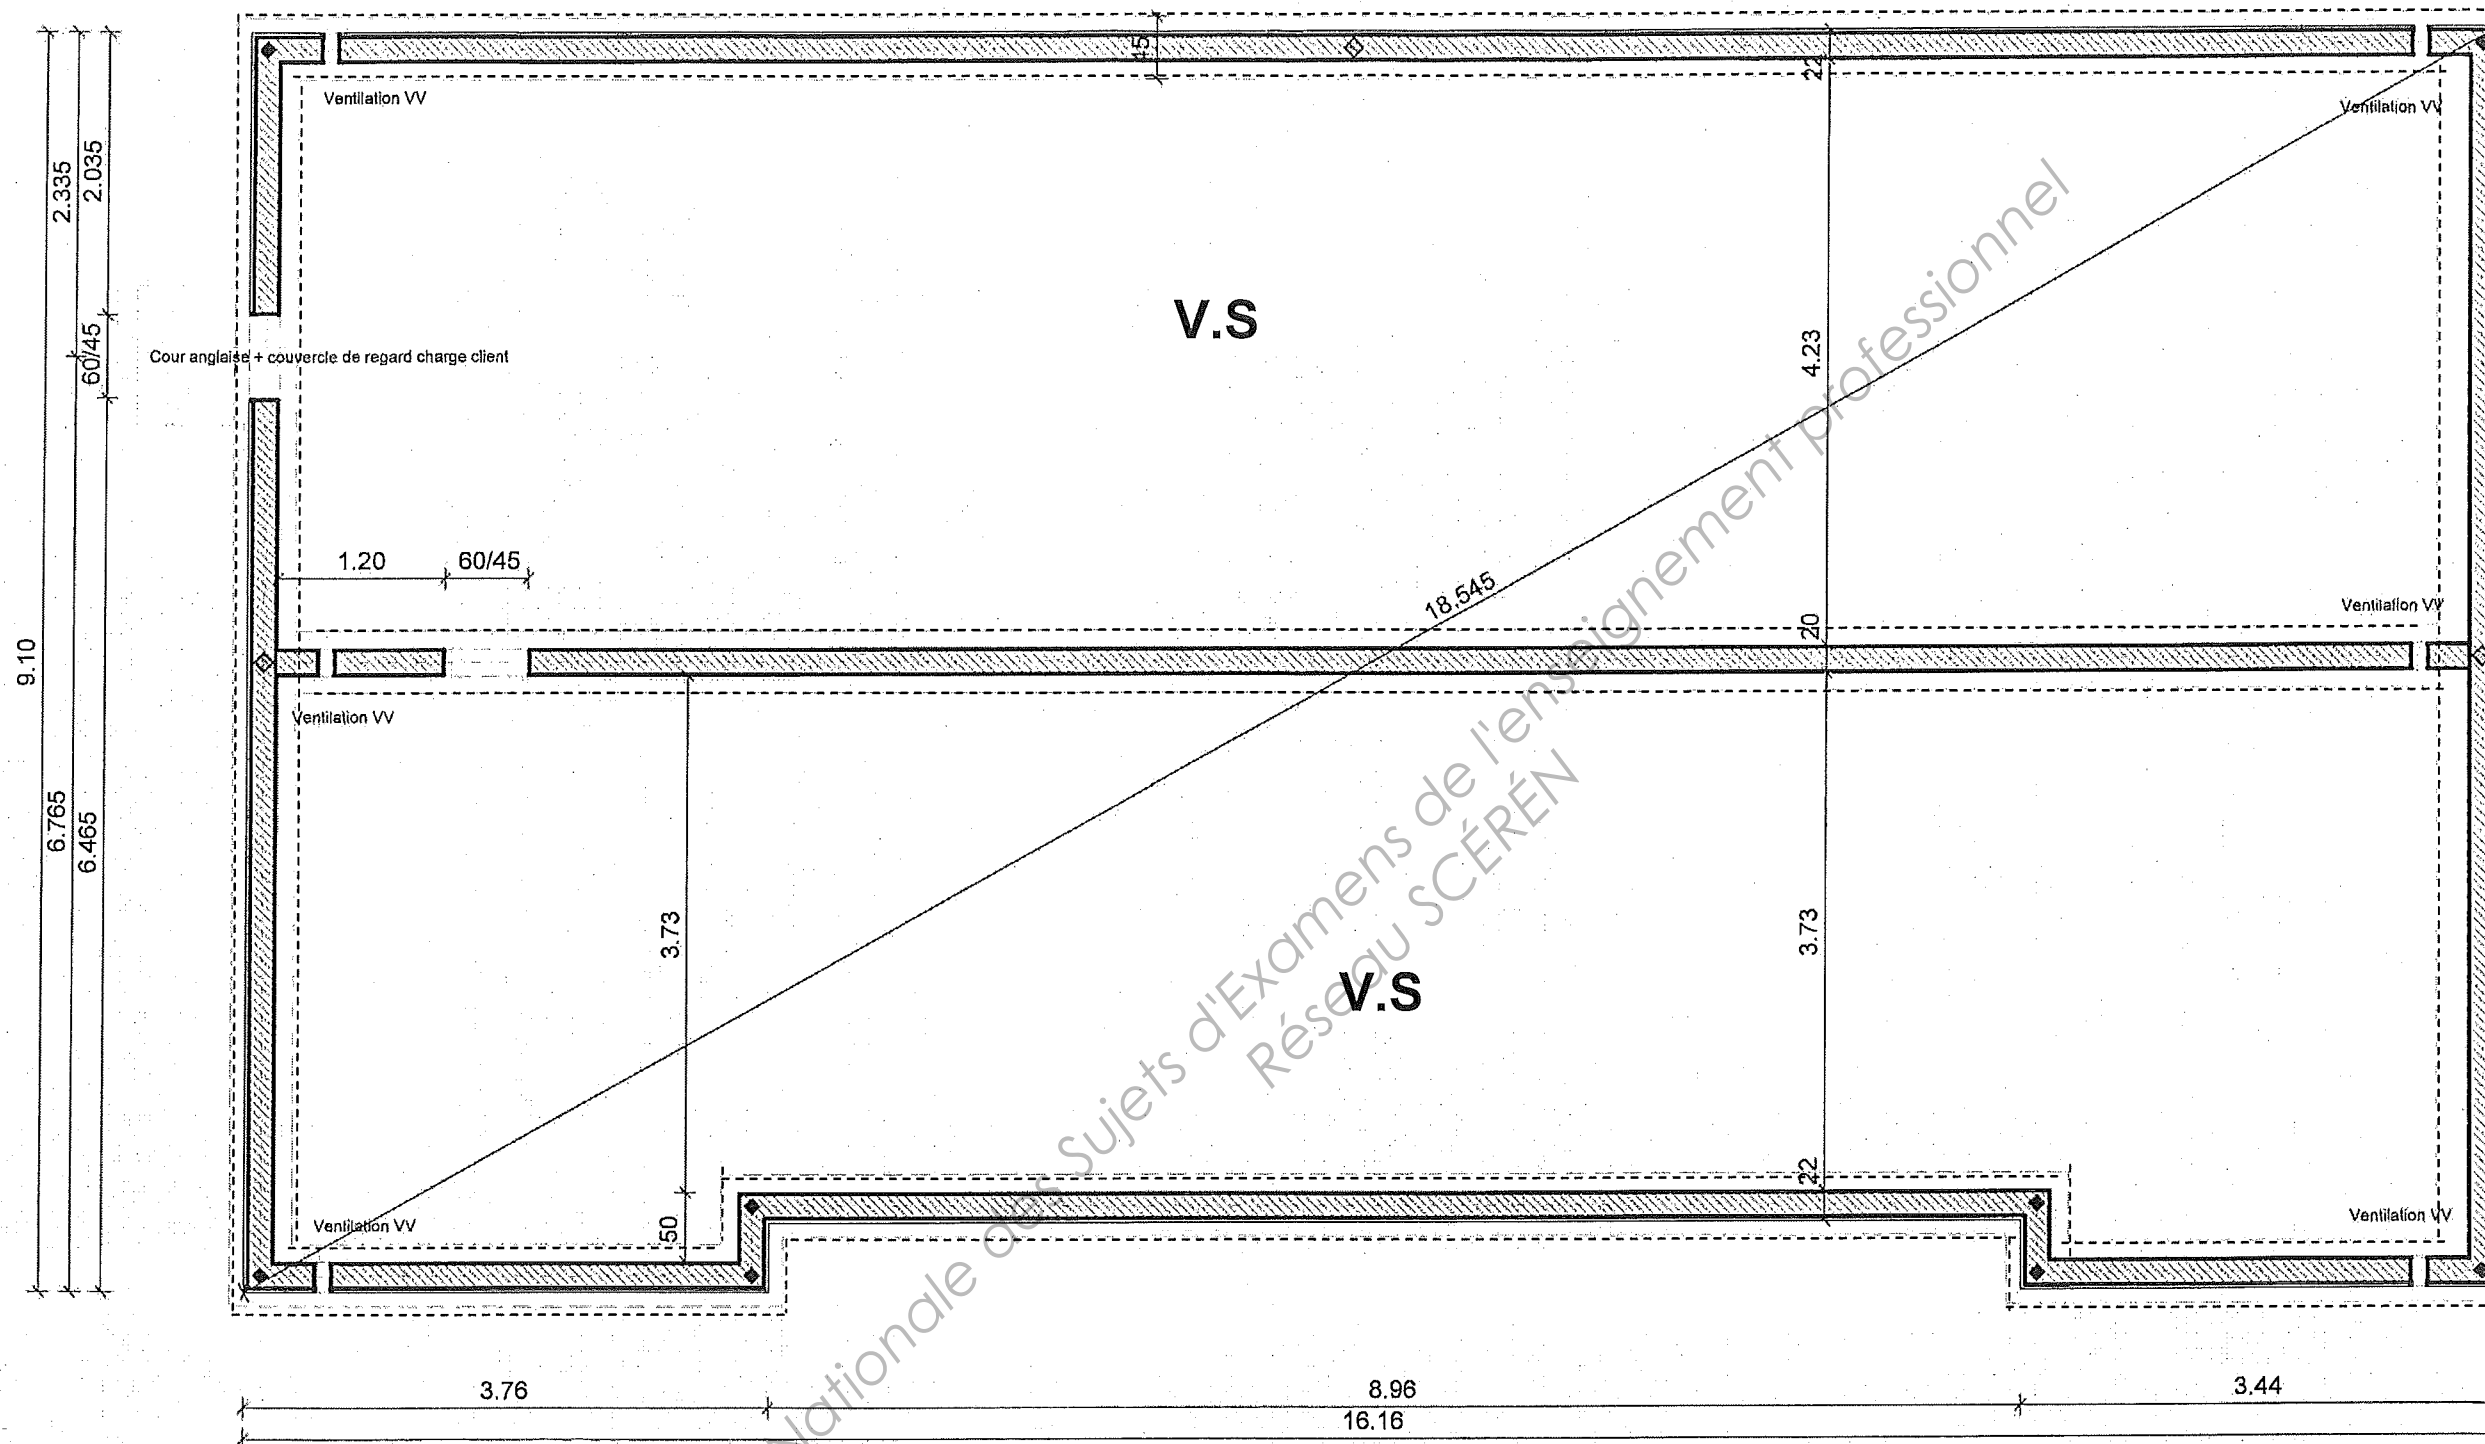 45
22
Ventilation VV
Ventilation VV
2.335
2.035
V.S
60/45
Cour anglaise + couvercle de regard charge client
4.23
1.20
60/45
18.545
20
Ventilation VV
9.10
Ventilation VV
6.765
6.465
3.73
3.73
V.S
22
50
Ventilation VV
Ventilation VV
3.76
8.96
3.44
16.16
Nationale des Sujets d'Examens de l'enseignement professionnel
Réseau SCÉRÉN